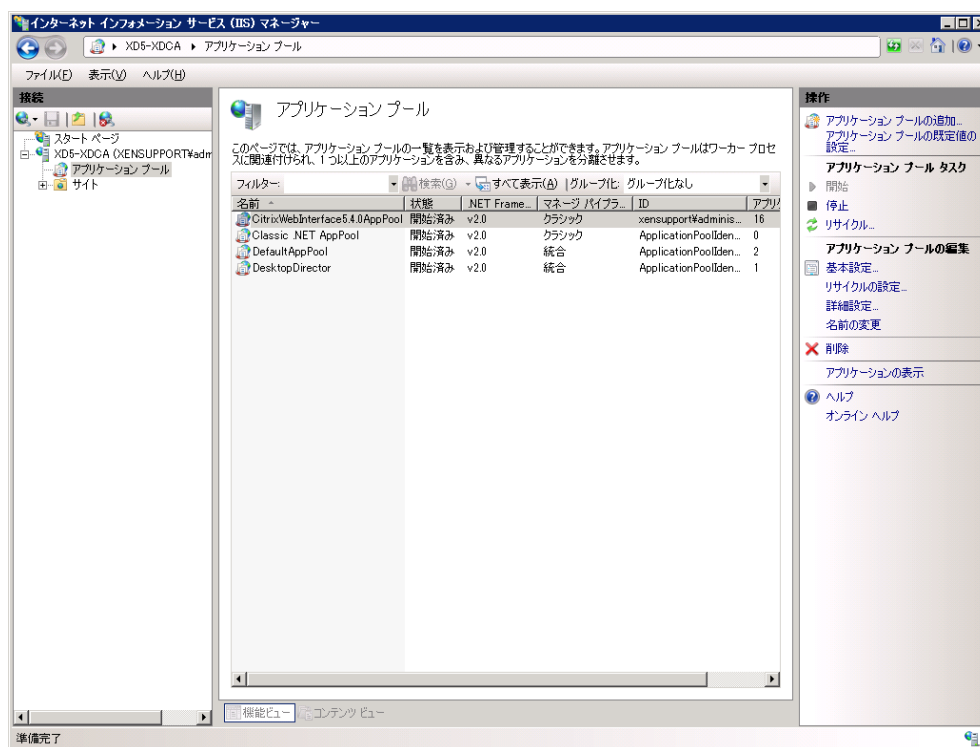 インターネット インフォメーション サービス (IIS) マネージャー
XD5-XDCA アプリケーション プール
ファイル(F) 表示(V) ヘルプ(H)
接続
スタート ページ
XD5-XDCA (XENSUPPORT¥adm
アプリケーション プール
サイト
アプリケーション プール
このページでは、アプリケーション プールの一覧を表示および管理することができます。アプリケーション プールはワーカー プロセ
スに関連付けられ、1 つ以上のアプリケーションを含み、異なるアプリケーションを分離させます。
フィルター: 検索(G) すべて表示(A) グループ化: グループ化なし
名前 状態 .NET Frame... マネージ パイプラ... ID アプリ
CitrixWebInterface5.4.0AppPool 開始済み v2.0 クラシック xensupport¥adminis... 16
Classic .NET AppPool 開始済み v2.0 クラシック ApplicationPoolIden... 0
DefaultAppPool 開始済み v2.0 統合 ApplicationPoolIden... 2
DesktopDirector 開始済み v2.0 統合 ApplicationPoolIden... 1
機能ビュー コンテンツ ビュー
操作
アプリケーション プールの追加...
アプリケーション プールの既定値の
設定...
アプリケーション プール タスク
開始
停止
リサイクル...
アプリケーション プールの編集
基本設定...
リサイクルの設定...
詳細設定...
名前の変更
削除
アプリケーションの表示
ヘルプ
オンライン ヘルプ
準備完了